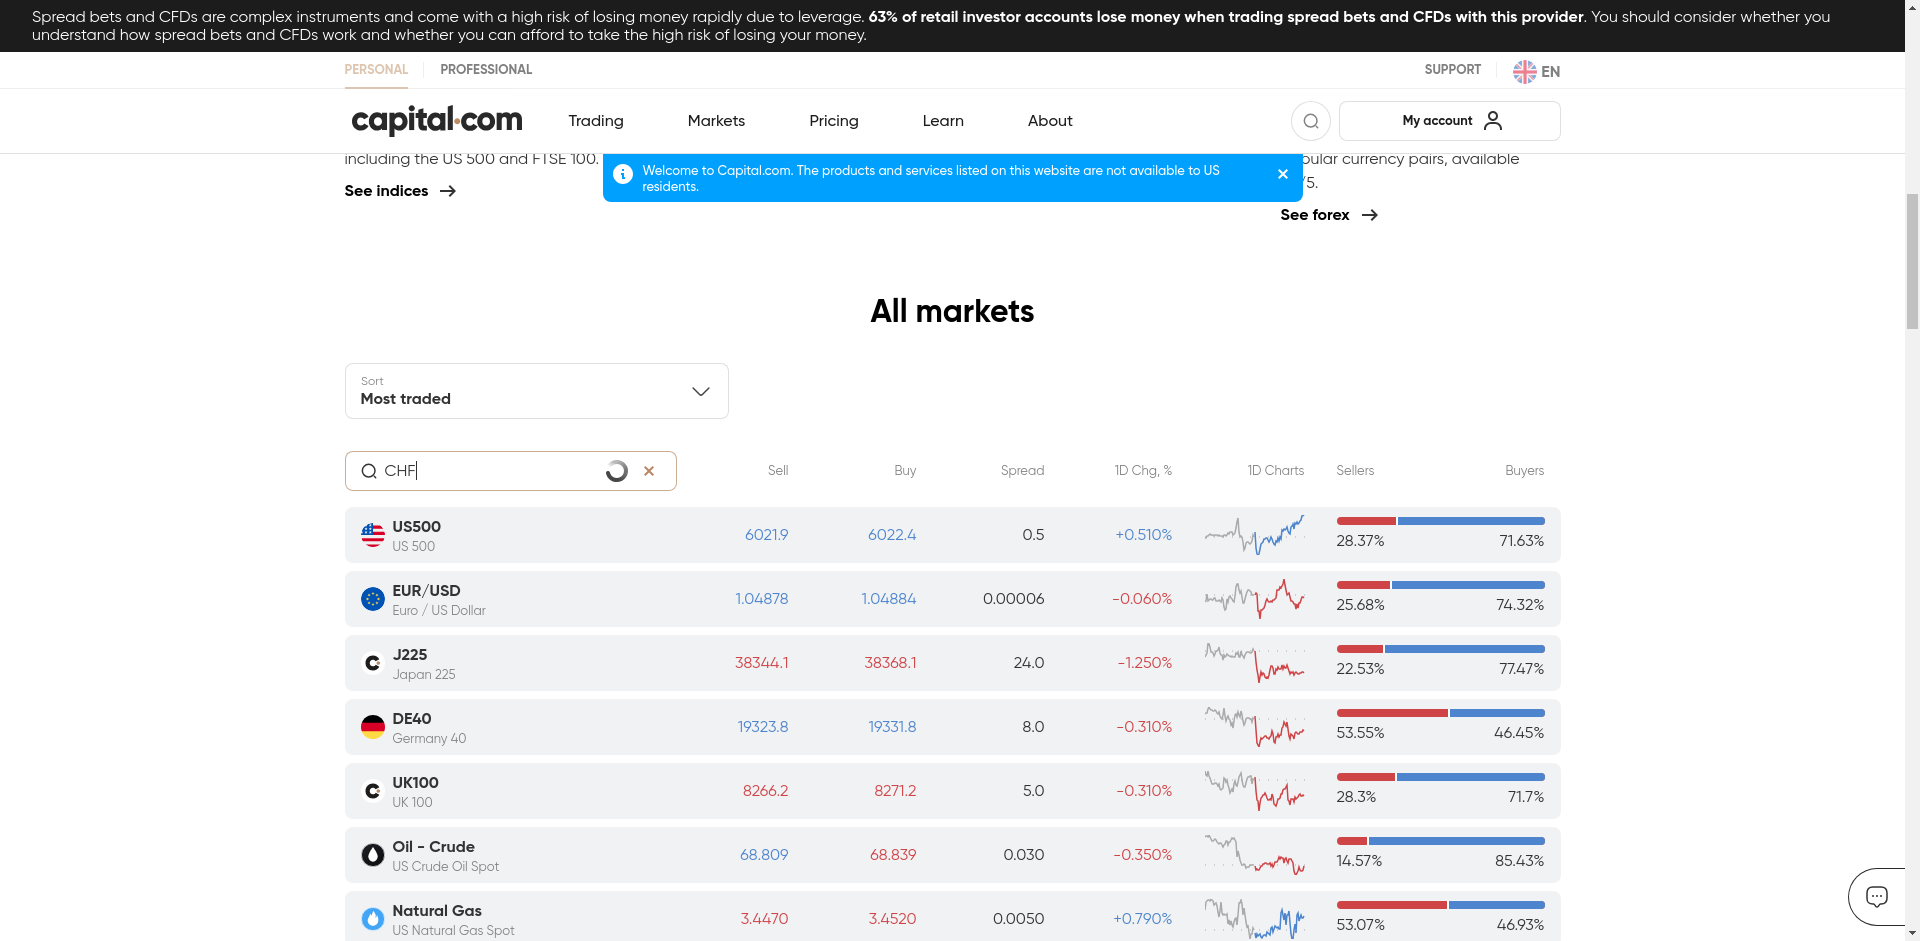 Spread bets and CFDs are complex instruments and come with a high risk of losing money rapidly due to leverage. 63% of retail investor accounts lose money when trading spread bets and CFDs with this provider. You should consider whether you
understand how spread bets and CFDs work and whether you can afford to take the high risk of losing your money.
PERSONAL PROFESSIONAL SUPPORT EN
capital.com Trading Markets Pricing Learn About My account
including the US 500 and FTSE 100.
Welcome to Capital.com. The products and services listed on this website are not available to US
residents.
pular currency pairs, available
/5.
See indices
See forex
All markets
Sort
Most traded
CHF Sell Buy Spread 1D Chg, % 1D Charts Sellers Buyers
US500 6021.9 6022.4 0.5 +0.510% 28.37% 71.63%
US 500
EUR/USD 1.04878 1.04884 0.00006 -0.060% 25.68% 74.32%
Euro / US Dollar
J225 38344.1 38368.1 24.0 -1.250% 22.53% 77.47%
Japan 225
DE40 19323.8 19331.8 8.0 -0.310% 53.55% 46.45%
Germany 40
UK100 8266.2 8271.2 5.0 -0.310% 28.3% 71.7%
UK 100
Oil - Crude 68.809 68.839 0.030 -0.350% 14.57% 85.43%
US Crude Oil Spot
Natural Gas 3.4470 3.4520 0.0050 +0.790% 53.07% 46.93%
US Natural Gas Spot